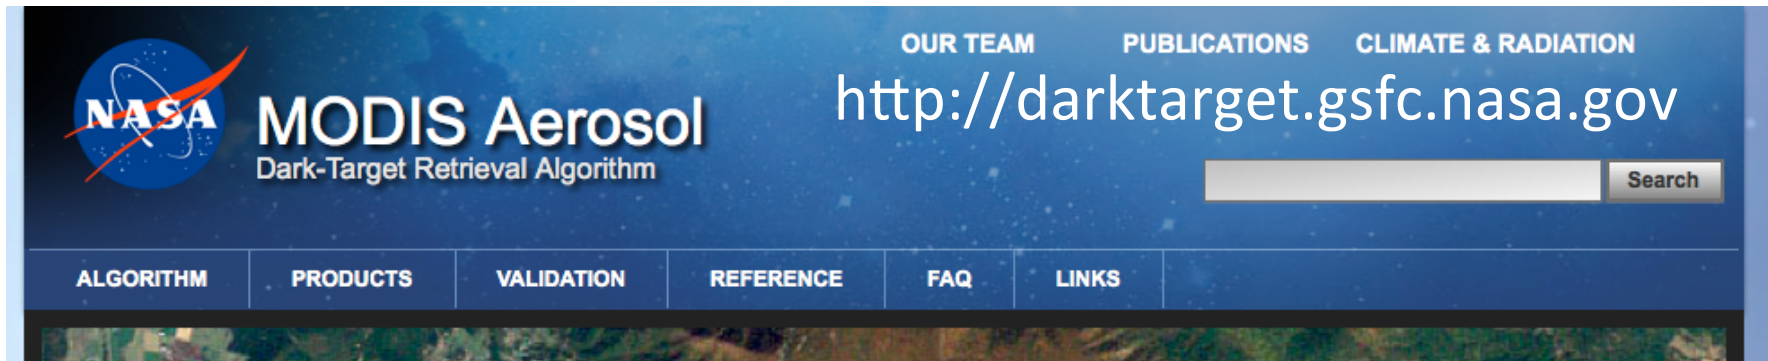 OUR TEAM PUBLICATIONS CLIMATE & RADIATION
http://darktarget.gsfc.nasa.gov
NASA
MODIS Aerosol
Dark-Target Retrieval Algorithm
Search
ALGORITHM PRODUCTS VALIDATION REFERENCE FAQ LINKS